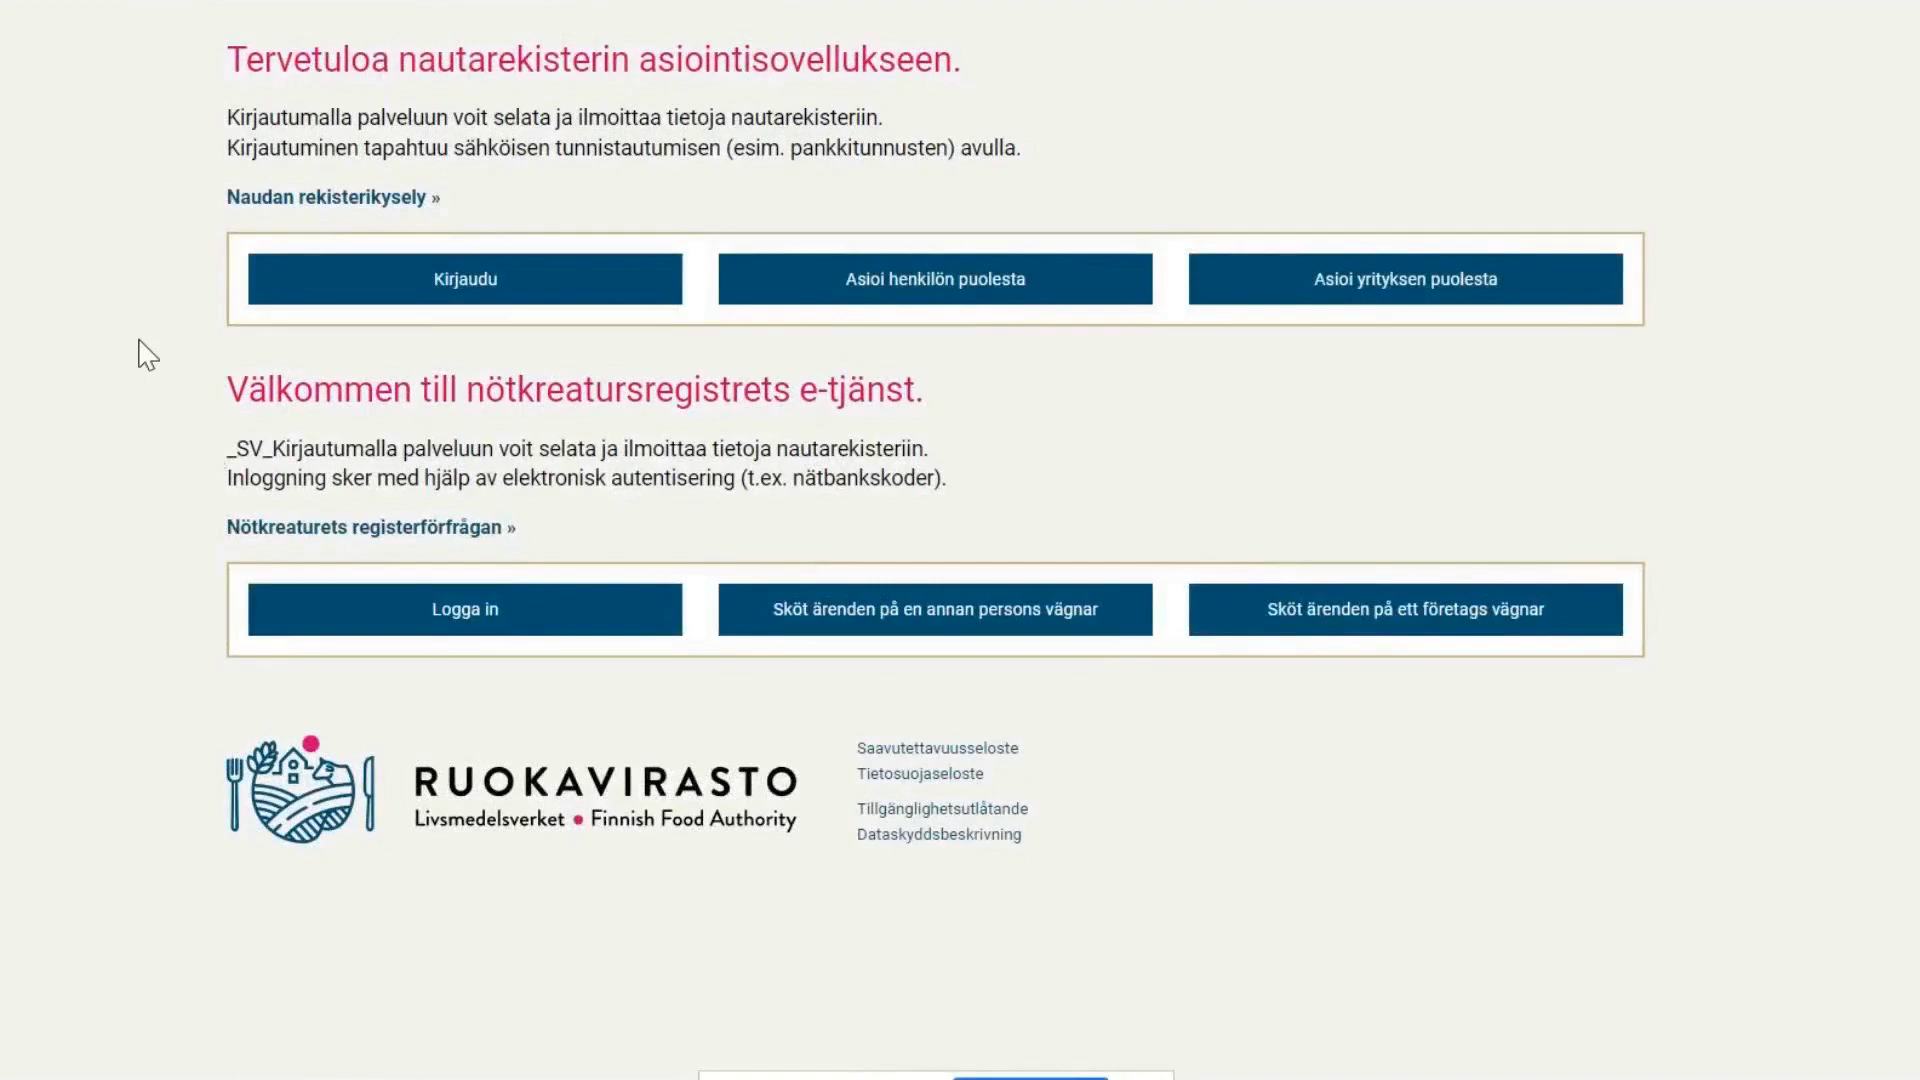 Tervetuloa nautarekisterin asiointisovellukseen.
Kirjautumalla palveluun voit selata ja ilmoittaa tietoja nautarekisteriin.
Kirjautuminen tapahtuu sähköisen tunnistautumisen (esim. pankkitunnusten) avulla.
Naudan rekisterikysely »
Kirjaudu
Asioi henkilön puolesta
Asioi yrityksen puolesta
Välkommen till nötkreatursregistrets e-tjänst.
_SV_Kirjautumalla palveluun voit selata ja ilmoittaa tietoja nautarekisteriin.
Inloggning sker med hjälp av elektronisk autentisering (t.ex. nätbankskoder).
Nötkreaturets registerförfrågan »
Logga in
Sköt ärenden på en annan persons vägnar
Sköt ärenden på ett företags vägnar
RUOKAVIRASTO
Livsmedelsverket • Finnish Food Authority
Saavutettavuusseloste
Tietosuojaseloste
Tillgänglighetsutlåtande
Dataskyddsbeskrivning